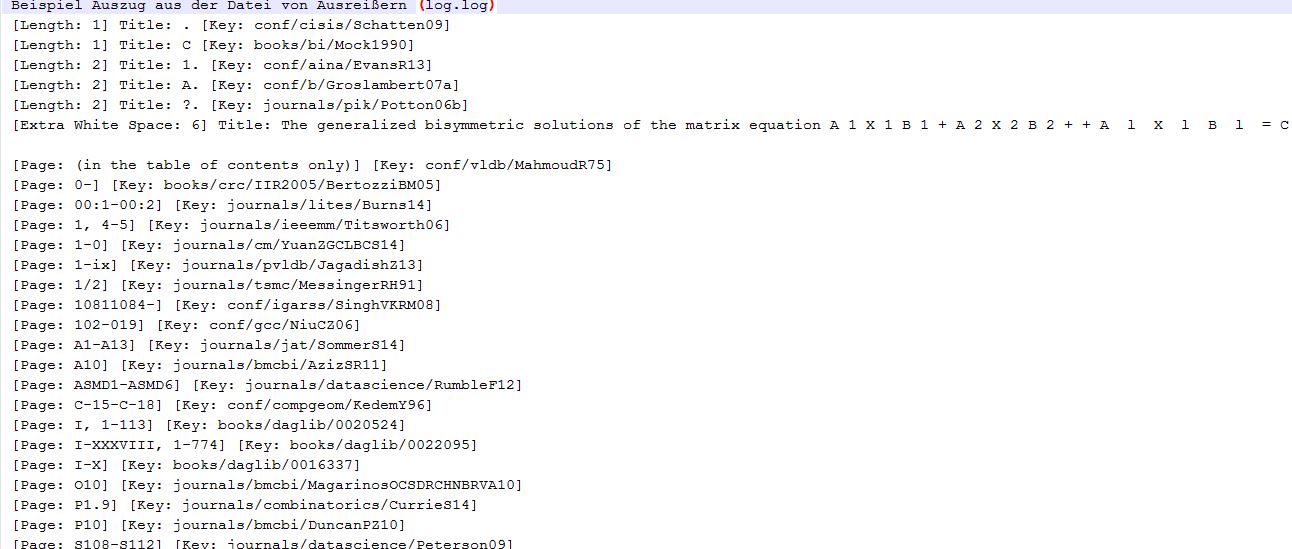 Beispiel Auszug aus der Datei von Ausreißern (log.log)
[Length: 1] Title: . [Key: conf/cisis/Schatten09]
[Length: 1] Title: C [Key: books/bi/Mock1990]
[Length: 2] Title: 1. [Key: conf/aina/EvansR13]
[Length: 2] Title: A. [Key: conf/b/Groslambert07a]
[Length: 2] Title: ?. [Key: journals/pik/Potton06b]
[Extra White Space: 6] Title: The generalized bisymmetric solutions of the matrix equation A 1 X 1 B 1 + A 2 X 2 B 2 + + A  l  X  l  B  l  = C
[Page: (in the table of contents only)] [Key: conf/vldb/MahmoudR75]
[Page: 0-] [Key: books/crc/IIR2005/BertozziBM05]
[Page: 00:1-00:2] [Key: journals/lites/Burns14]
[Page: 1, 4-5] [Key: journals/ieeemm/Titsworth06]
[Page: 1-0] [Key: journals/cm/YuanZGCLBCS14]
[Page: 1-ix] [Key: journals/pvldb/JagadishZ13]
[Page: 1/2] [Key: journals/tsmc/MessingerRH91]
[Page: 10811084-] [Key: conf/igarss/SinghVKRM08]
[Page: 102-019] [Key: conf/gcc/NiuCZ06]
[Page: A1-A13] [Key: journals/jat/SommerS14]
[Page: A10] [Key: journals/bmcbi/AzizSR11]
[Page: ASMD1-ASMD6] [Key: journals/datascience/RumbleF12]
[Page: C-15-C-18] [Key: conf/compgeom/KedemY96]
[Page: I, 1-113] [Key: books/daglib/0020524]
[Page: I-XXXVIII, 1-774] [Key: books/daglib/0022095]
[Page: I-X] [Key: books/daglib/0016337]
[Page: O10] [Key: journals/bmcbi/MagarinosOCSDRCHNBRVA10]
[Page: P1.9] [Key: journals/combinatorics/CurrieS14]
[Page: P10] [Key: journals/bmcbi/DuncanPZ10]
[Page: S108-S112] [Key: journals/datascience/Peterson09]